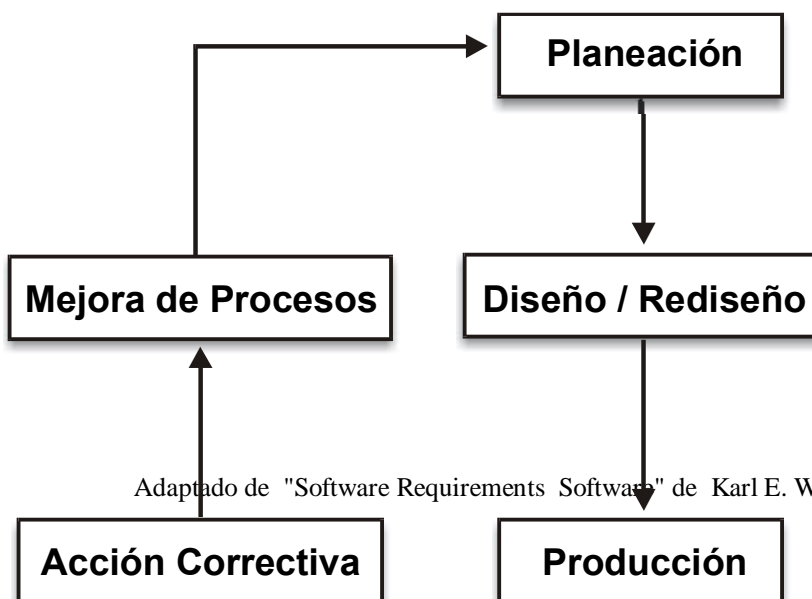 Planeación
Mejora de Procesos
Diseño / Rediseño
Adaptado de "Software Requirements Software" de Karl E. W
Acción Correctiva
Producción